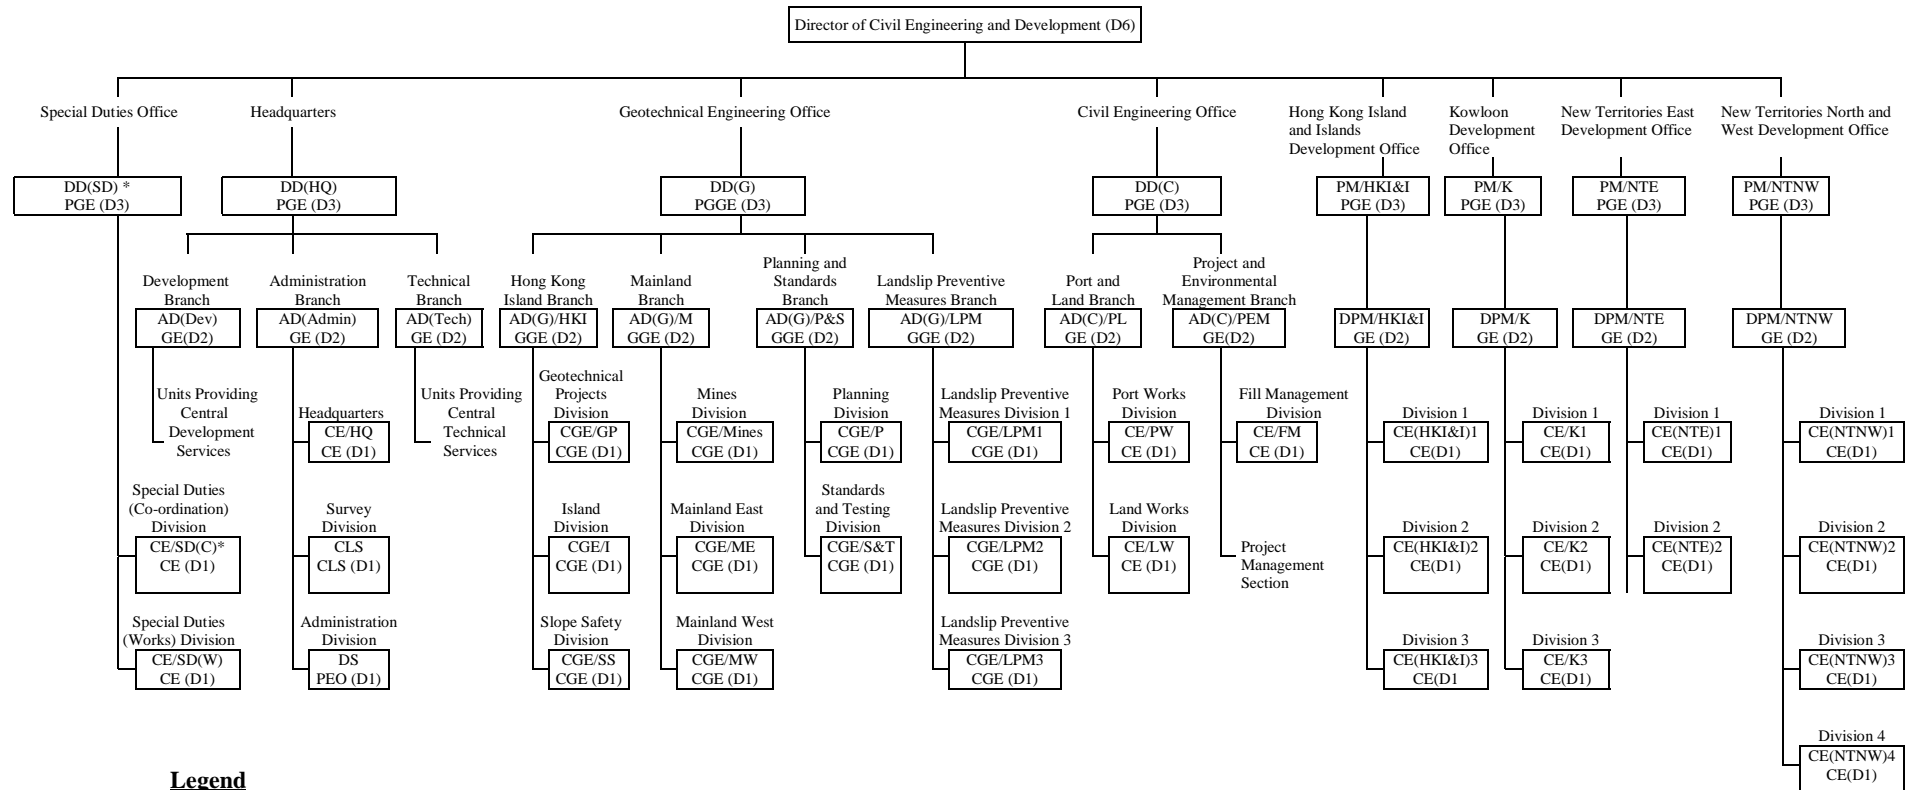 Director of Civil Engineering and Development (D6)
Special Duties Office
DD(SD) *
PGE (D3)
Special Duties
(Co-ordination)
Division
CE/SD(C)*
CE (D1)
Special Duties
(Works) Division
CE/SD(W)
CE (D1)
Headquarters
DD(HQ)
PGE (D3)
Development
Branch
AD(Dev)
GE(D2)
Units Providing
Central
Development
Services
Administration
Branch
AD(Admin)
GE (D2)
Headquarters
CE/HQ
CE (D1)
Survey
Division
CLS
CLS (D1)
Administration
Division
DS
PEO (D1)
Technical
Branch
AD(Tech)
GE (D2)
Units Providing
Central
Technical
Services
Geotechnical Engineering Office
DD(G)
PGGE (D3)
Hong Kong
Island Branch
AD(G)/HKI
GGE (D2)
Geotechnical
Projects
Division
CGE/GP
CGE (D1)
Island
Division
CGE/I
CGE (D1)
Slope Safety
Division
CGE/SS
CGE (D1)
Mainland
Branch
AD(G)/M
GGE (D2)
Mines
Division
CGE/Mines
CGE (D1)
Mainland East
Division
CGE/ME
CGE (D1)
Mainland West
Division
CGE/MW
CGE (D1)
Planning and
Standards
Branch
AD(G)/P&S
GGE (D2)
Planning
Division
CGE/P
CGE (D1)
Standards
and Testing
Division
CGE/S&T
CGE (D1)
Landslip Preventive
Measures Branch
AD(G)/LPM
GGE (D2)
Landslip Preventive
Measures Division 1
CGE/LPM1
CGE (D1)
Landslip Preventive
Measures Division 2
CGE/LPM2
CGE (D1)
Landslip Preventive
Measures Division 3
CGE/LPM3
CGE (D1)
Civil Engineering Office
DD(C)
PGE (D3)
Port and
Land Branch
AD(C)/PL
GE (D2)
Port Works
Division
CE/PW
CE (D1)
Land Works
Division
CE/LW
CE (D1)
Project and
Environmental
Management Branch
AD(C)/PEM
GE(D2)
Fill Management
Division
CE/FM
CE (D1)
Project
Management
Section
Hong Kong Island
and Islands
Development Office
PM/HKI&I
PGE (D3)
DPM/HKI&I
GE (D2)
Division 1
CE(HKI&I)1
CE(D1)
Division 2
CE(HKI&I)2
CE(D1)
Division 3
CE(HKI&I)3
CE(D1
Kowloon
Development
Office
PM/K
PGE (D3)
DPM/K
GE (D2)
Division 1
CE/K1
CE(D1)
Division 2
CE/K2
CE(D1)
Division 3
CE/K3
CE(D1)
New Territories East
Development Office
PM/NTE
PGE (D3)
DPM/NTE
GE (D2)
Division 1
CE(NTE)1
CE(D1)
Division 2
CE(NTE)2
CE(D1)
New Territories North and
West Development Office
PM/NTNW
PGE (D3)
DPM/NTNW
GE (D2)
Division 1
CE(NTNW)1
CE(D1)
Division 2
CE(NTNW)2
CE(D1)
Division 3
CE(NTNW)3
CE(D1)
Division 4
CE(NTNW)4
CE(D1)
Legend